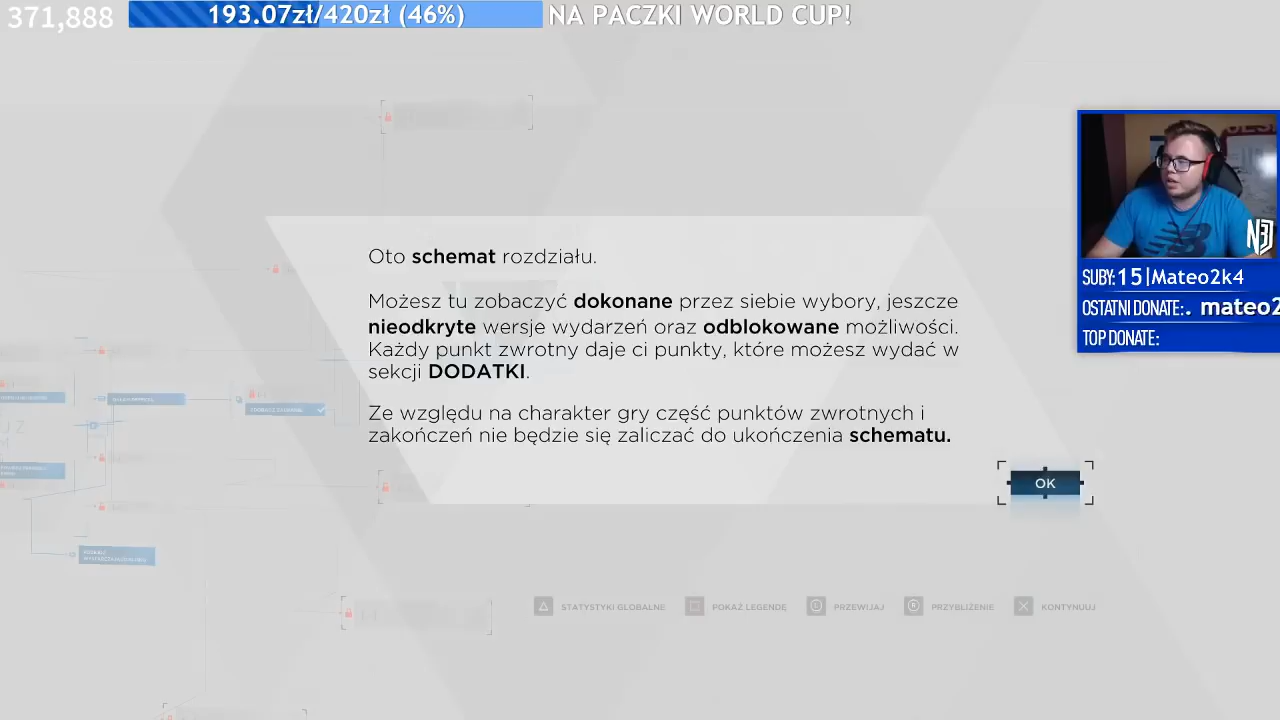 371,888
193.07zł/420zł (46%)
NA PACZKI WORLD CUP!
SUBY:15|Mateo2k4
OSTATNI DONATE:. mateo2
TOP DONATE:
Oto schemat rozdziału.
Możesz tu zobaczyć dokonane przez siebie wybory, jeszcze
nieodkryte wersje wydarzeń oraz odblokowane możliwości.
Każdy punkt zwrotny daje ci punkty, które możesz wydać w
sekcji DODATKI.
Ze względu na charakter gry część punktów zwrotnych i
zakończeń nie będzie się zaliczać do ukończenia schematu.
OK
STATYSTYKI GLOBALNE
POKAŻ LEGENDĘ
PRZEWIJAJ
PRZYBLIŻENIE
KONTYNUUJ